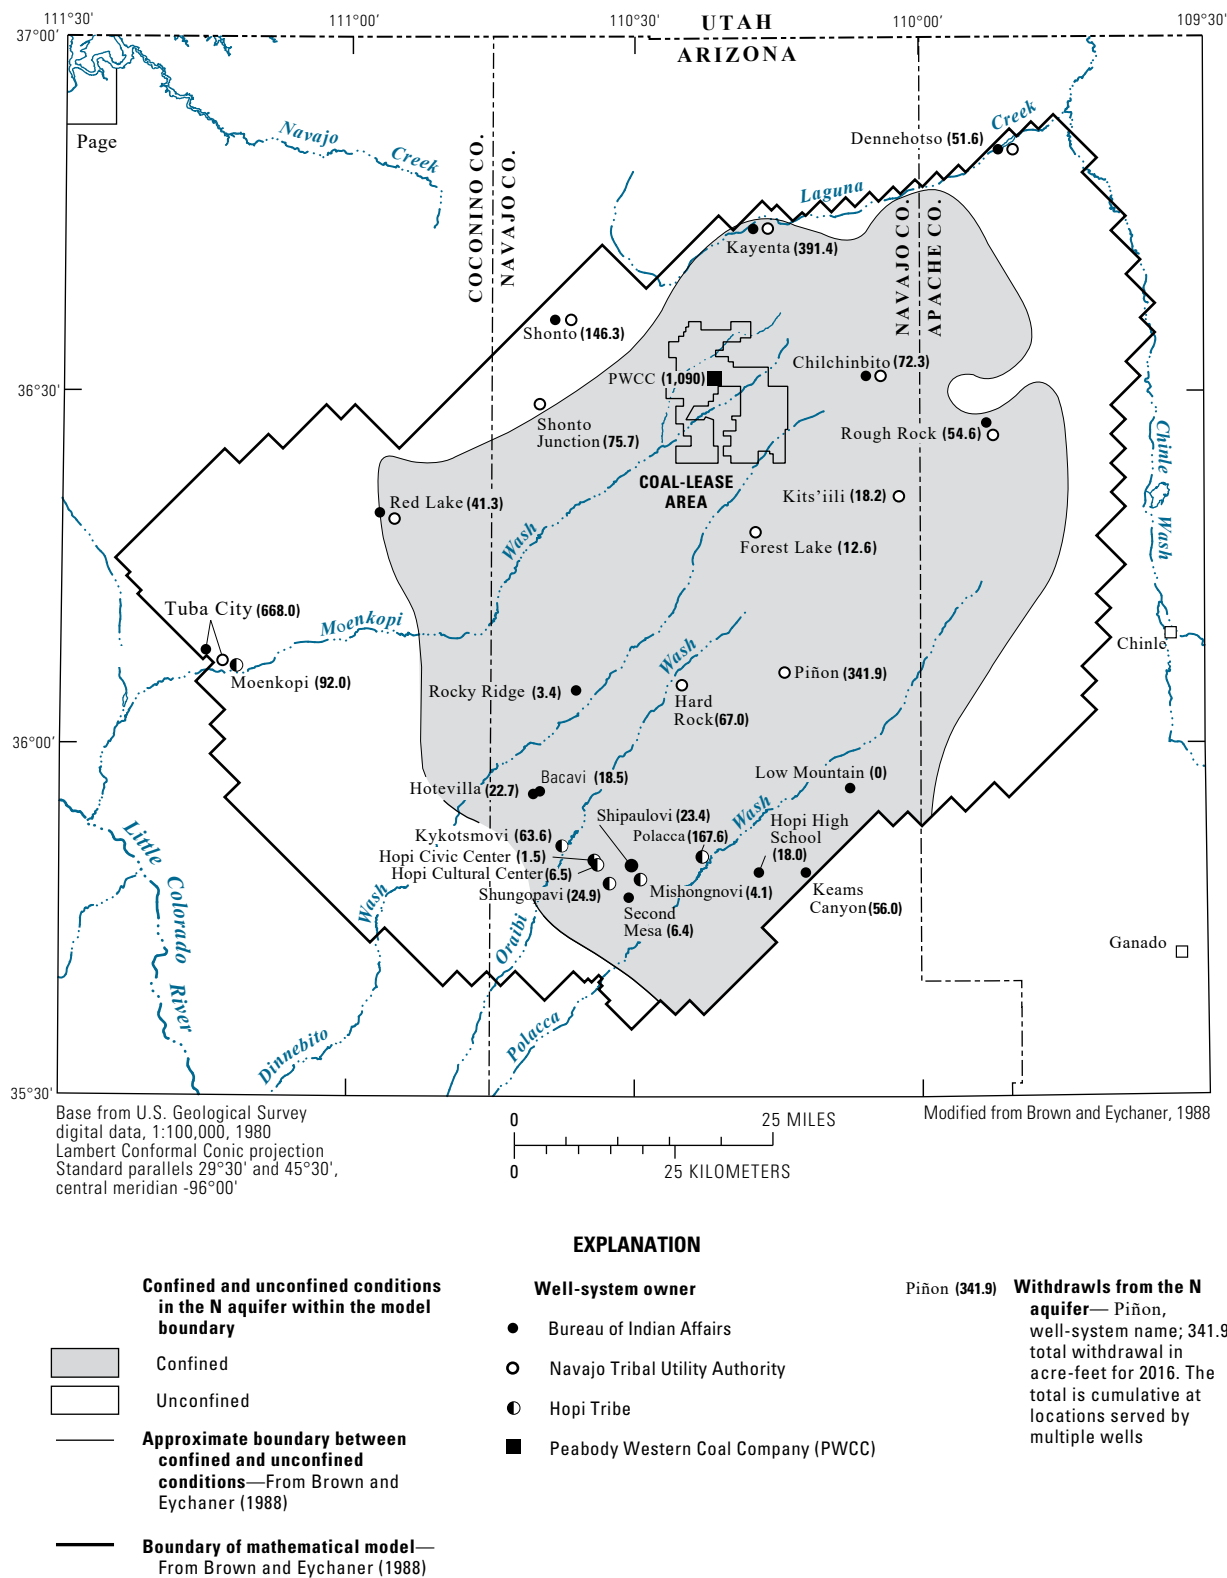 111°30'
111°00'
110°30'
110°00'
109°30'
37°00'
UTAH
ARIZONA
Page
Navajo
Creek
COCONINO CO.
NAVAJO CO.
Dennehotso (51.6)
Creek
Laguna
Kayenta (391.4)
NAVAJO CO.
APACHE CO.
Shonto (146.3)
Chilchinbito
(72.3)
PWCC (1,090)
36°30'
Shonto
Junction (75.7)
Rough Rock (54.6)
Chinle
Wash
COAL-LEASE
AREA
Kits'iili (18.2)
Red Lake (41.3)
Wash
Forest Lake (12.6)
Tuba City (668.0)
Moenkopi
Moenkopi (92.0)
Chinle
Wash
Piñon (341.9)
Rocky Ridge (3.4)
Hard
Rock (67.0)
36°00'
Low Mountain (0)
Bacavi (18.5)
Hotevilla (22.7)
Wash
Shipaulovi (23.4)
Hopi High
School
(18.0)
Kykotsmovi (63.6)
Polacca (167.6)
Hopi Civic Center (1.5)
Hopi Cultural Center (6.5)
Shungopavi (24.9)
Mishongnovi (4.1)
Keams
Canyon (56.0)
Second
Mesa (6.4)
Little
Colorado
River
Wash
Oraibi
Ganado
Polacca
Dinnebito
35°30'
Base from U.S. Geological Survey
digital data, 1:100,000, 1980
Lambert Conformal Conic projection
Standard parallels 29°30' and 45°30',
central meridian -96°00'
0
25 MILES
0
25 KILOMETERS
Modified from Brown and Eychaner, 1988
EXPLANATION
Confined and unconfined conditions
in the N aquifer within the model
boundary
Confined
Unconfined
Approximate boundary between
confined and unconfined
conditions—From Brown and
Eychaner (1988)
Boundary of mathematical model—
From Brown and Eychaner (1988)
Well-system owner
Bureau of Indian Affairs
Navajo Tribal Utility Authority
Hopi Tribe
Peabody Western Coal Company (PWCC)
Piñon (341.9)
Withdrawls from the N
aquifer— Piñon,
well-system name; 341.9
total withdrawal in
acre-feet for 2016. The
total is cumulative at
locations served by
multiple wells